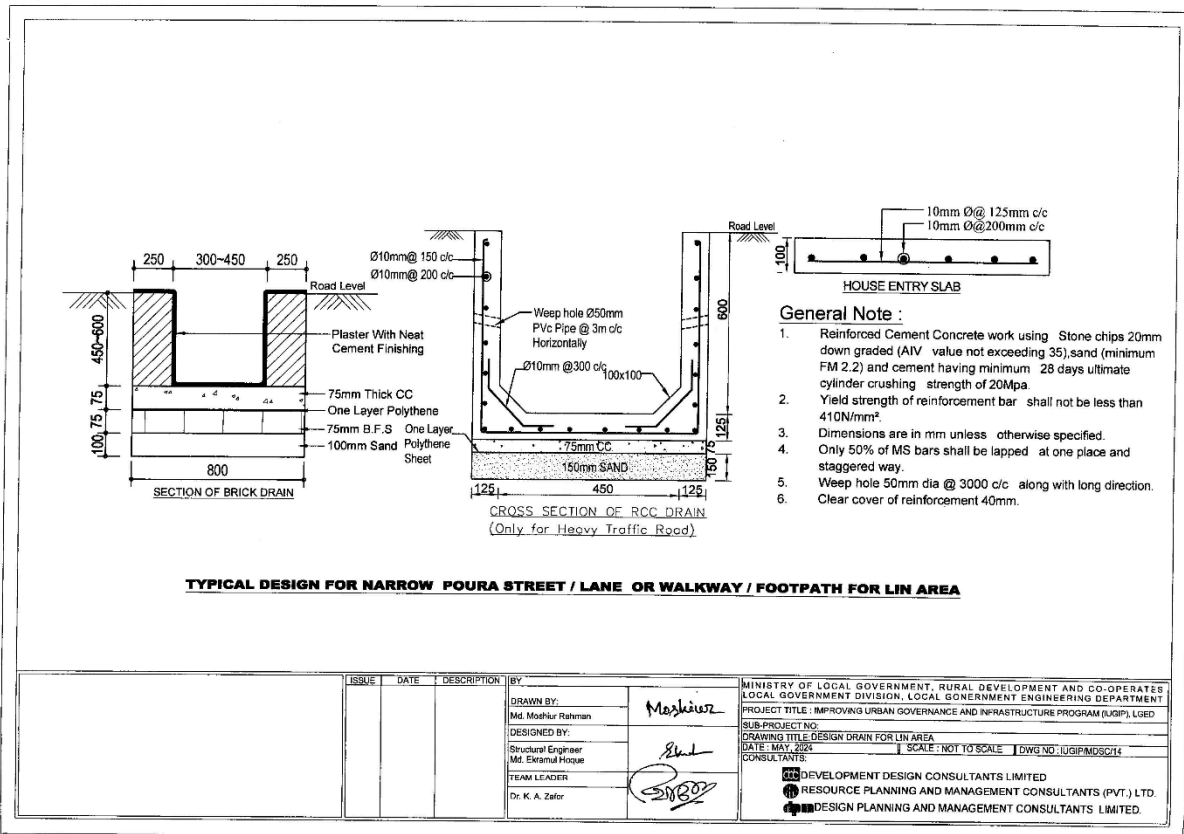 250
300~450
250
Road Level
450~600
75
75
100
Plaster With Neat
Cement Finishing
75mm Thick CC
One Layer Polythene
75mm B.F.S
100mm Sand
800
SECTION OF BRICK DRAIN
Road Level
Ø10mm@ 150 c/c
Ø10mm@ 200 c/c
Weep hole Ø50mm
PVc Pipe @ 3m c/c
Horizontally
Ø10mm @300 c/c
100x100
600
125
75
150
One Layer
Polythene
Sheet
75mm CC
150mm SAND
125
450
125
CROSS SECTION OF RCC DRAIN
(Only for Heavy Traffic Road)
10mm Ø@ 125mm c/c
10mm Ø@200mm c/c
100
HOUSE ENTRY SLAB
General Note :
1. Reinforced Cement Concrete work using Stone chips 20mm
down graded (AIV value not exceeding 35),sand (minimum
FM 2.2) and cement having minimum 28 days ultimate
cylinder crushing strength of 20Mpa.
2. Yield strength of reinforcement bar shall not be less than
410N/mm².
3. Dimensions are in mm unless otherwise specified.
4. Only 50% of MS bars shall be lapped at one place and
staggered way.
5. Weep hole 50mm dia @ 3000 c/c along with long direction.
6. Clear cover of reinforcement 40mm.
TYPICAL DESIGN FOR NARROW POURA STREET / LANE OR WALKWAY / FOOTPATH FOR LIN AREA
ISSUE DATE DESCRIPTION BY
DRAWN BY:
Md. Moshiur Rahman
Moshiur
DESIGNED BY:
Structural Engineer
Md. Ekramul Hoque
TEAM LEADER
Dr. K. A. Zafor
MINISTRY OF LOCAL GOVERNMENT, RURAL DEVELOPMENT AND CO-OPERATES
LOCAL GOVERNMENT DIVISION, LOCAL GONERNMENT ENGINEERING DEPARTMENT
PROJECT TITLE : IMPROVING URBAN GOVERNANCE AND INFRASTRUCTURE PROGRAM (IUGIP), LGED
SUB-PROJECT NO:
DRAWING TITLE:DESIGN DRAIN FOR LIN AREA
DATE : MAY, 2024 SCALE : NOT TO SCALE DWG NO : IUGIP/MDSC/14
CONSULTANTS:
DEVELOPMENT DESIGN CONSULTANTS LIMITED
RESOURCE PLANNING AND MANAGEMENT CONSULTANTS (PVT.) LTD.
DESIGN PLANNING AND MANAGEMENT CONSULTANTS LIMITED.